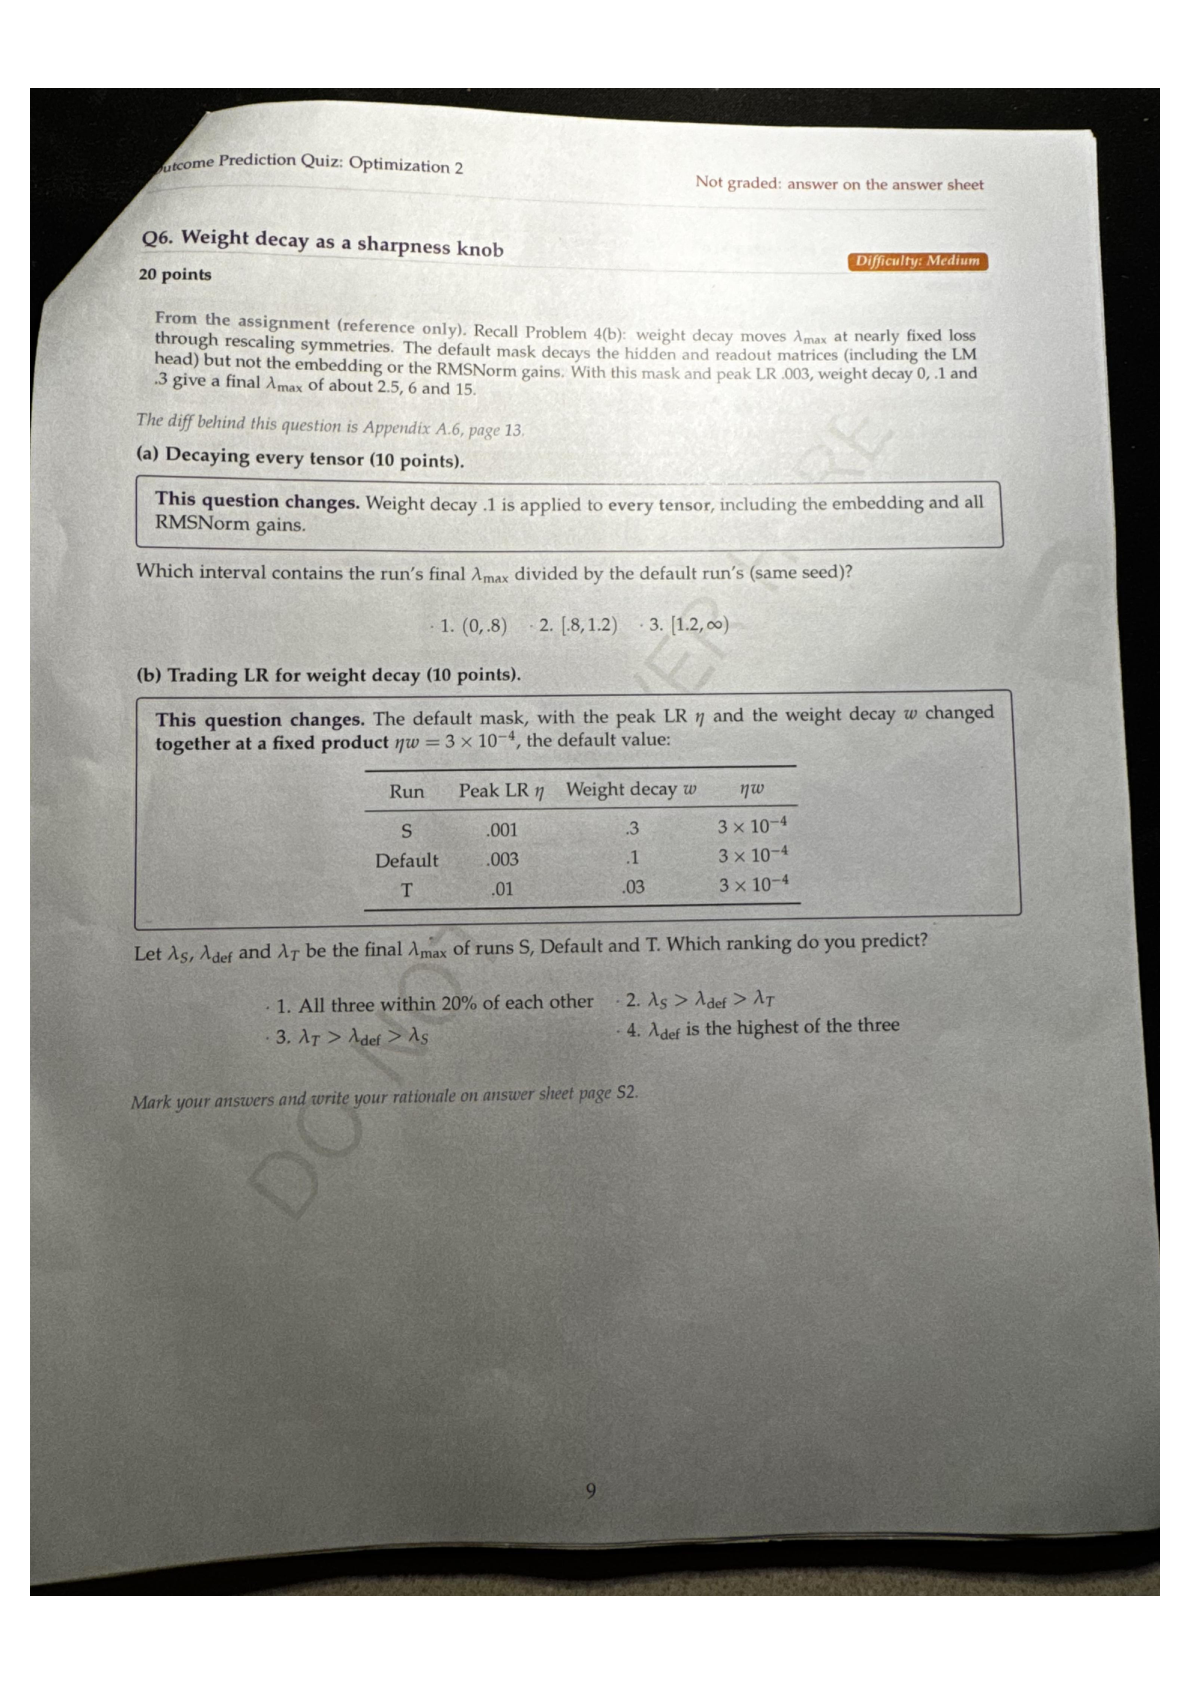 utcome Prediction Quiz: Optimization 2
Not graded: answer on the answer sheet
Q6. Weight decay as a sharpness knob
Difficulty: Medium
20 points
From the assignment (reference only). Recall Problem 4(b): weight decay moves λmax at nearly fixed loss
through rescaling symmetries. The default mask decays the hidden and readout matrices (including the LM
head) but not the embedding or the RMSNorm gains. With this mask and peak LR .003, weight decay 0, .1 and
.3 give a final λmax of about 2.5, 6 and 15.
The diff behind this question is Appendix A.6, page 13.
(a) Decaying every tensor (10 points).
This question changes. Weight decay .1 is applied to every tensor, including the embedding and all
RMSNorm gains.
Which interval contains the run's final λmax divided by the default run's (same seed)?
· 1. (0, .8) · 2. [.8, 1.2) · 3. [1.2, ∞)
(b) Trading LR for weight decay (10 points).
This question changes. The default mask, with the peak LR η and the weight decay w changed
together at a fixed product ηw = 3 × 10⁻⁴, the default value:
Run Peak LR η Weight decay w ηw
S .001 .3 3 × 10⁻⁴
Default .003 .1 3 × 10⁻⁴
T .01 .03 3 × 10⁻⁴
Let λS, λdef and λT be the final λmax of runs S, Default and T. Which ranking do you predict?
· 1. All three within 20% of each other · 2. λS > λdef > λT
· 3. λT > λdef > λS · 4. λdef is the highest of the three
Mark your answers and write your rationale on answer sheet page S2.
DO NOT
9